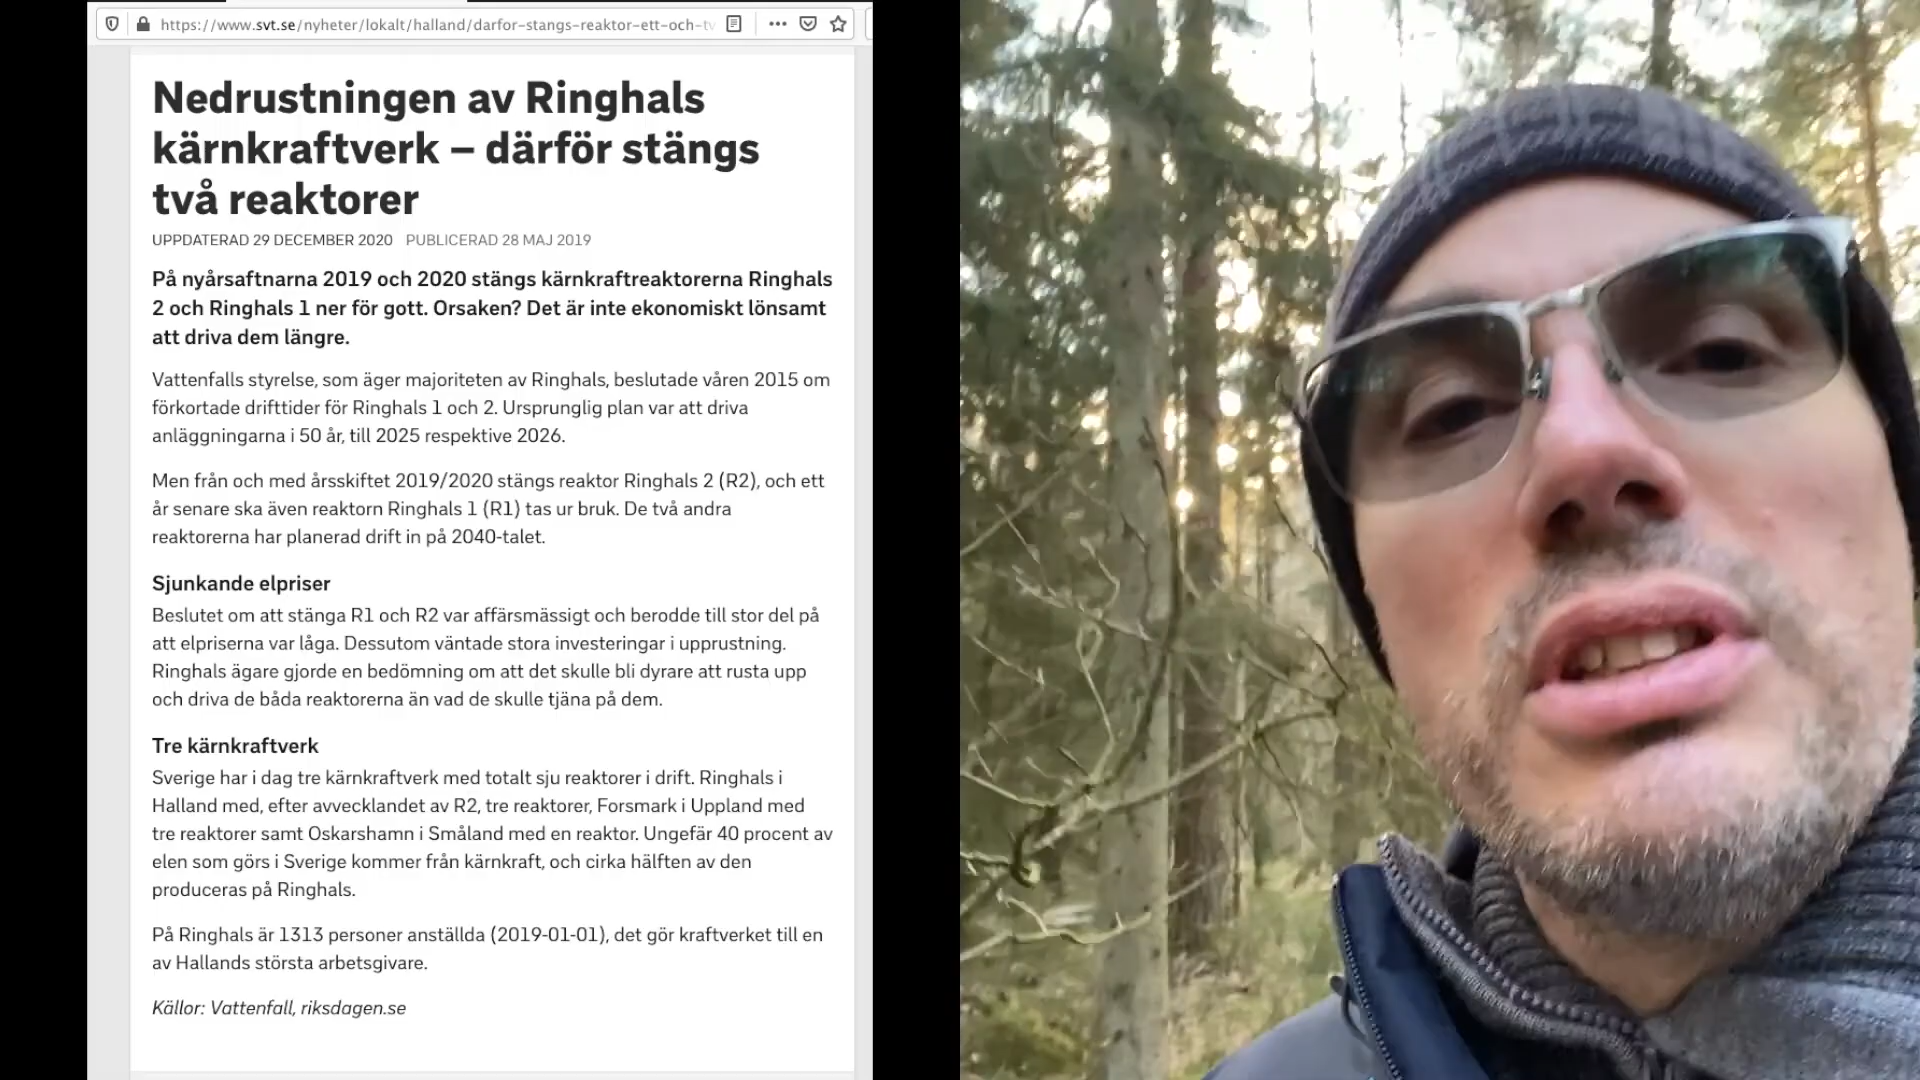 https://www.svt.se/nyheter/lokalt/halland/darfor-stangs-reaktor-ett-och-tv
Nedrustningen av Ringhals
kärnkraftverk – därför stängs
två reaktorer
UPPDATERAD 29 DECEMBER 2020 PUBLICERAD 28 MAJ 2019
På nyårsaftnarna 2019 och 2020 stängs kärnkraftreaktorerna Ringhals
2 och Ringhals 1 ner för gott. Orsaken? Det är inte ekonomiskt lönsamt
att driva dem längre.
Vattenfalls styrelse, som äger majoriteten av Ringhals, beslutade våren 2015 om
förkortade drifttider för Ringhals 1 och 2. Ursprunglig plan var att driva
anläggningarna i 50 år, till 2025 respektive 2026.
Men från och med årsskiftet 2019/2020 stängs reaktor Ringhals 2 (R2), och ett
år senare ska även reaktorn Ringhals 1 (R1) tas ur bruk. De två andra
reaktorerna har planerad drift in på 2040-talet.
Sjunkande elpriser
Beslutet om att stänga R1 och R2 var affärsmässigt och berodde till stor del på
att elpriserna var låga. Dessutom väntade stora investeringar i upprustning.
Ringhals ägare gjorde en bedömning om att det skulle bli dyrare att rusta upp
och driva de båda reaktorerna än vad de skulle tjäna på dem.
Tre kärnkraftverk
Sverige har i dag tre kärnkraftverk med totalt sju reaktorer i drift. Ringhals i
Halland med, efter avvecklandet av R2, tre reaktorer, Forsmark i Uppland med
tre reaktorer samt Oskarshamn i Småland med en reaktor. Ungefär 40 procent av
elen som görs i Sverige kommer från kärnkraft, och cirka hälften av den
produceras på Ringhals.
På Ringhals är 1313 personer anställda (2019-01-01), det gör kraftverket till en
av Hallands största arbetsgivare.
Källor: Vattenfall, riksdagen.se